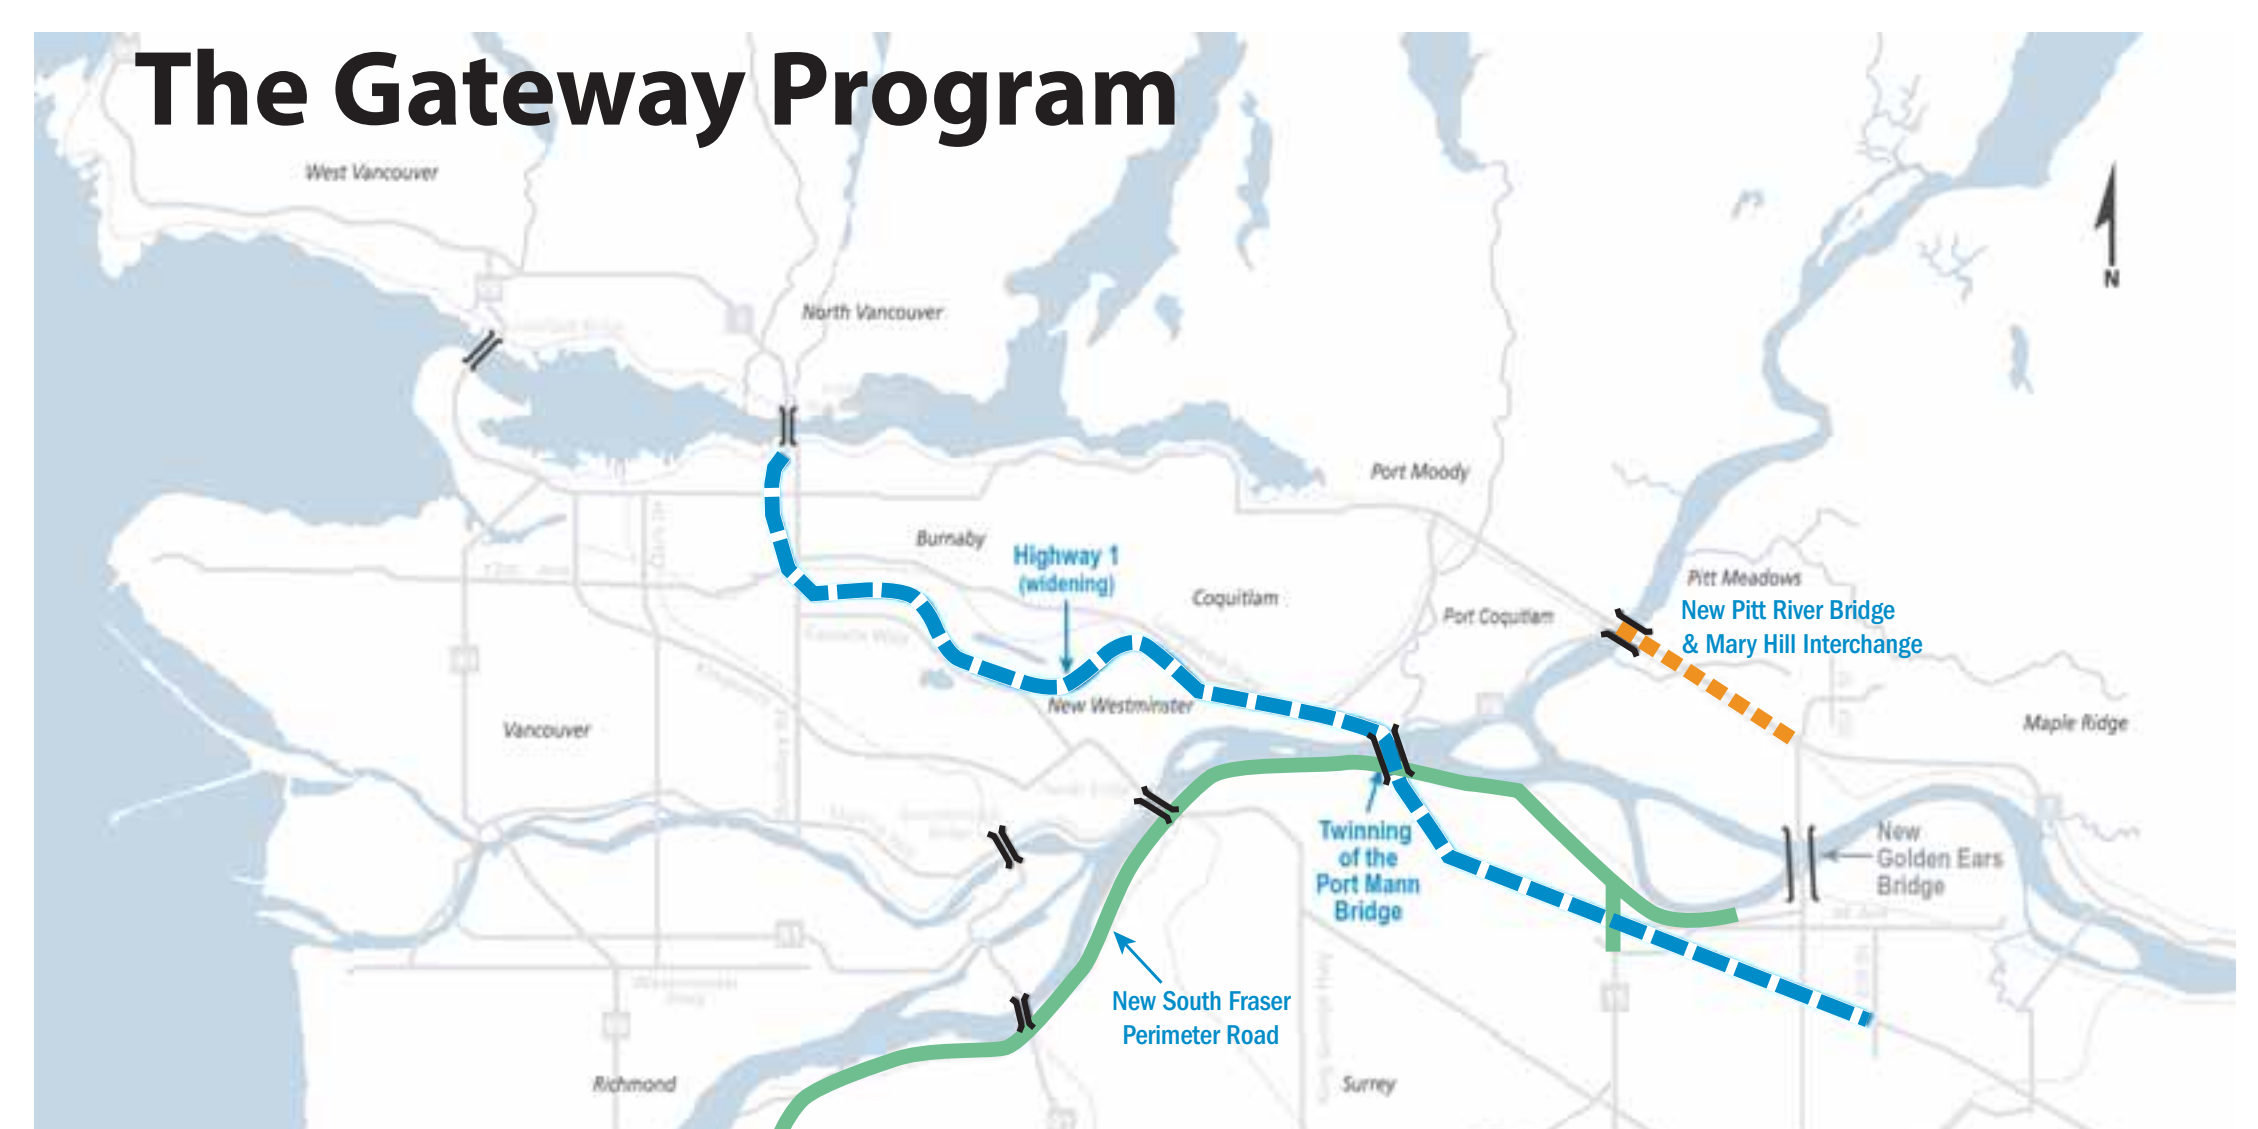 The Gateway Program
West Vancouver
N
North Vancouver
Port Moody
Burnaby
Highway 1
(widening)
Coquitlam
Pitt Meadows
New Pitt River Bridge
& Mary Hill Interchange
Port Coquitlam
New Westminster
Vancouver
Maple Ridge
Twinning
of the
Port Mann
Bridge
New
Golden Ears
Bridge
New South Fraser
Perimeter Road
Richmond
Surrey